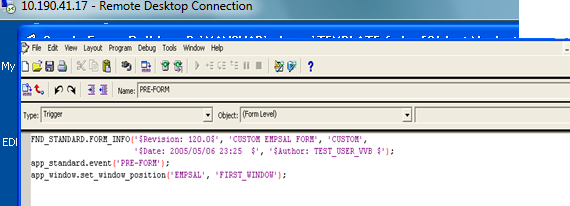 10.190.41.17 - Remote Desktop Connection
My
File Edit View Layout Program Debug Tools Window Help
Name: PRE-FORM
Type: Trigger Object: (Form Level)
EDI
FND_STANDARD.FORM_INFO('$Revision: 120.0$', 'CUSTOM EMPSAL FORM', 'CUSTOM',
'$Date: 2005/05/06 23:25 $', '$Author: TEST_USER_VVB $');
app_standard.event('PRE-FORM');
app_window.set_window_position('EMPSAL', 'FIRST_WINDOW');